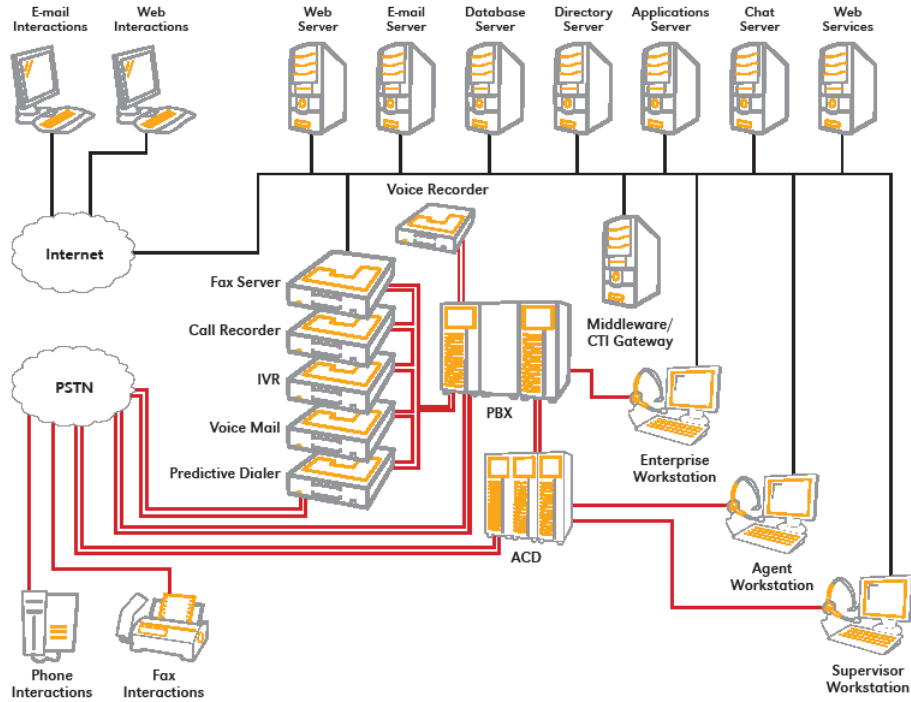 E-mail
Interactions
Web
Interactions
Web
Server
E-mail
Server
Database
Server
Directory
Server
Applications
Server
Chat
Server
Web
Services
Voice Recorder
Internet
Fax Server
Call Recorder
IVR
Voice Mail
Predictive Dialer
Middleware/
CTI Gateway
PSTN
PBX
Enterprise
Workstation
ACD
Agent
Workstation
Phone
Interactions
Fax
Interactions
Supervisor
Workstation